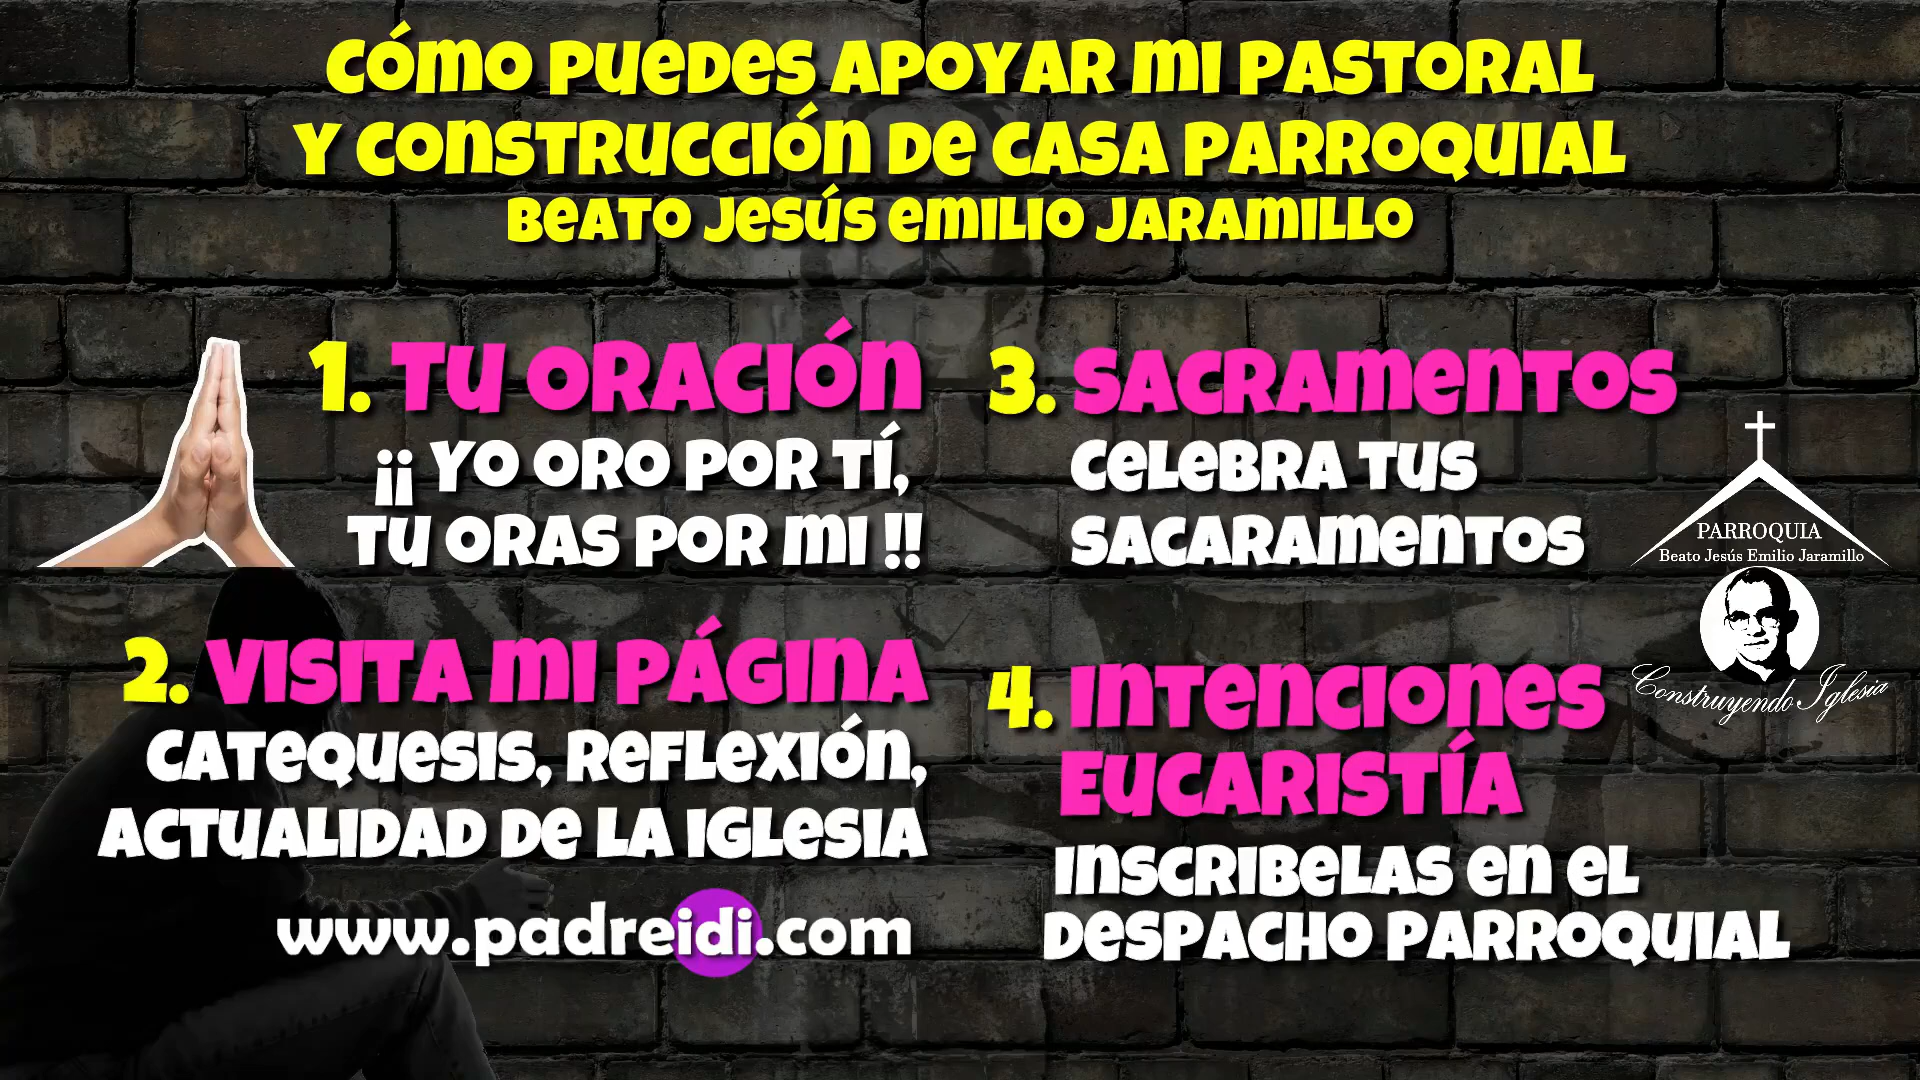 CÓMO PUEDES APOYAR MI PASTORAL
Y CONSTRUCCIÓN DE CASA PARROQUIAL
BEATO JESÚS EMILIO JARAMILLO
1. TU ORACIÓN
¡¡ YO ORO POR TÍ,
TU ORAS POR MI !!
2. VISITA MI PÁGINA
CATEQUESIS, REFLEXIÓN,
ACTUALIDAD DE LA IGLESIA
www.padreidi.com
3. SACRAMENTOS
CELEBRA TUS
SACARAMENTOS
4. INTENCIONES
EUCARISTÍA
INSCRIBELAS EN EL
DESPACHO PARROQUIAL
PARROQUIA
Beato Jesús Emilio Jaramillo
Construyendo Iglesia